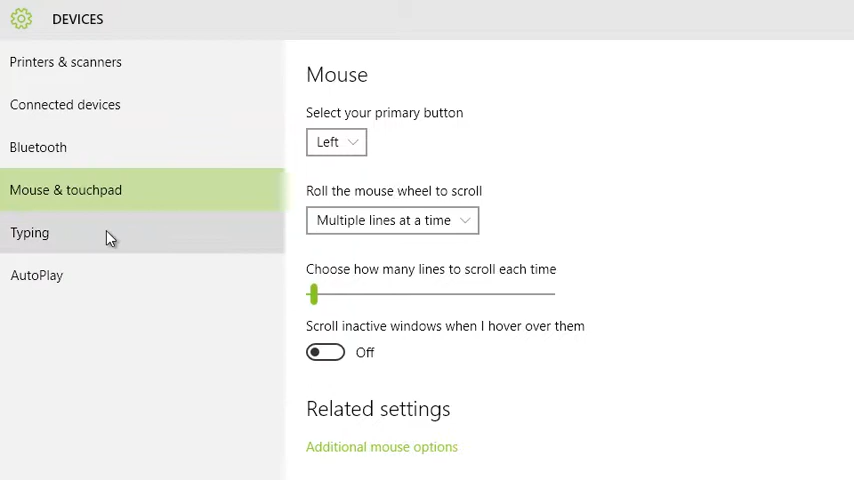 DEVICES
Printers & scanners
Connected devices
Bluetooth
Mouse & touchpad
Typing
AutoPlay
Mouse
Select your primary button
Left
Roll the mouse wheel to scroll
Multiple lines at a time
Choose how many lines to scroll each time
Scroll inactive windows when I hover over them
Off
Related settings
Additional mouse options